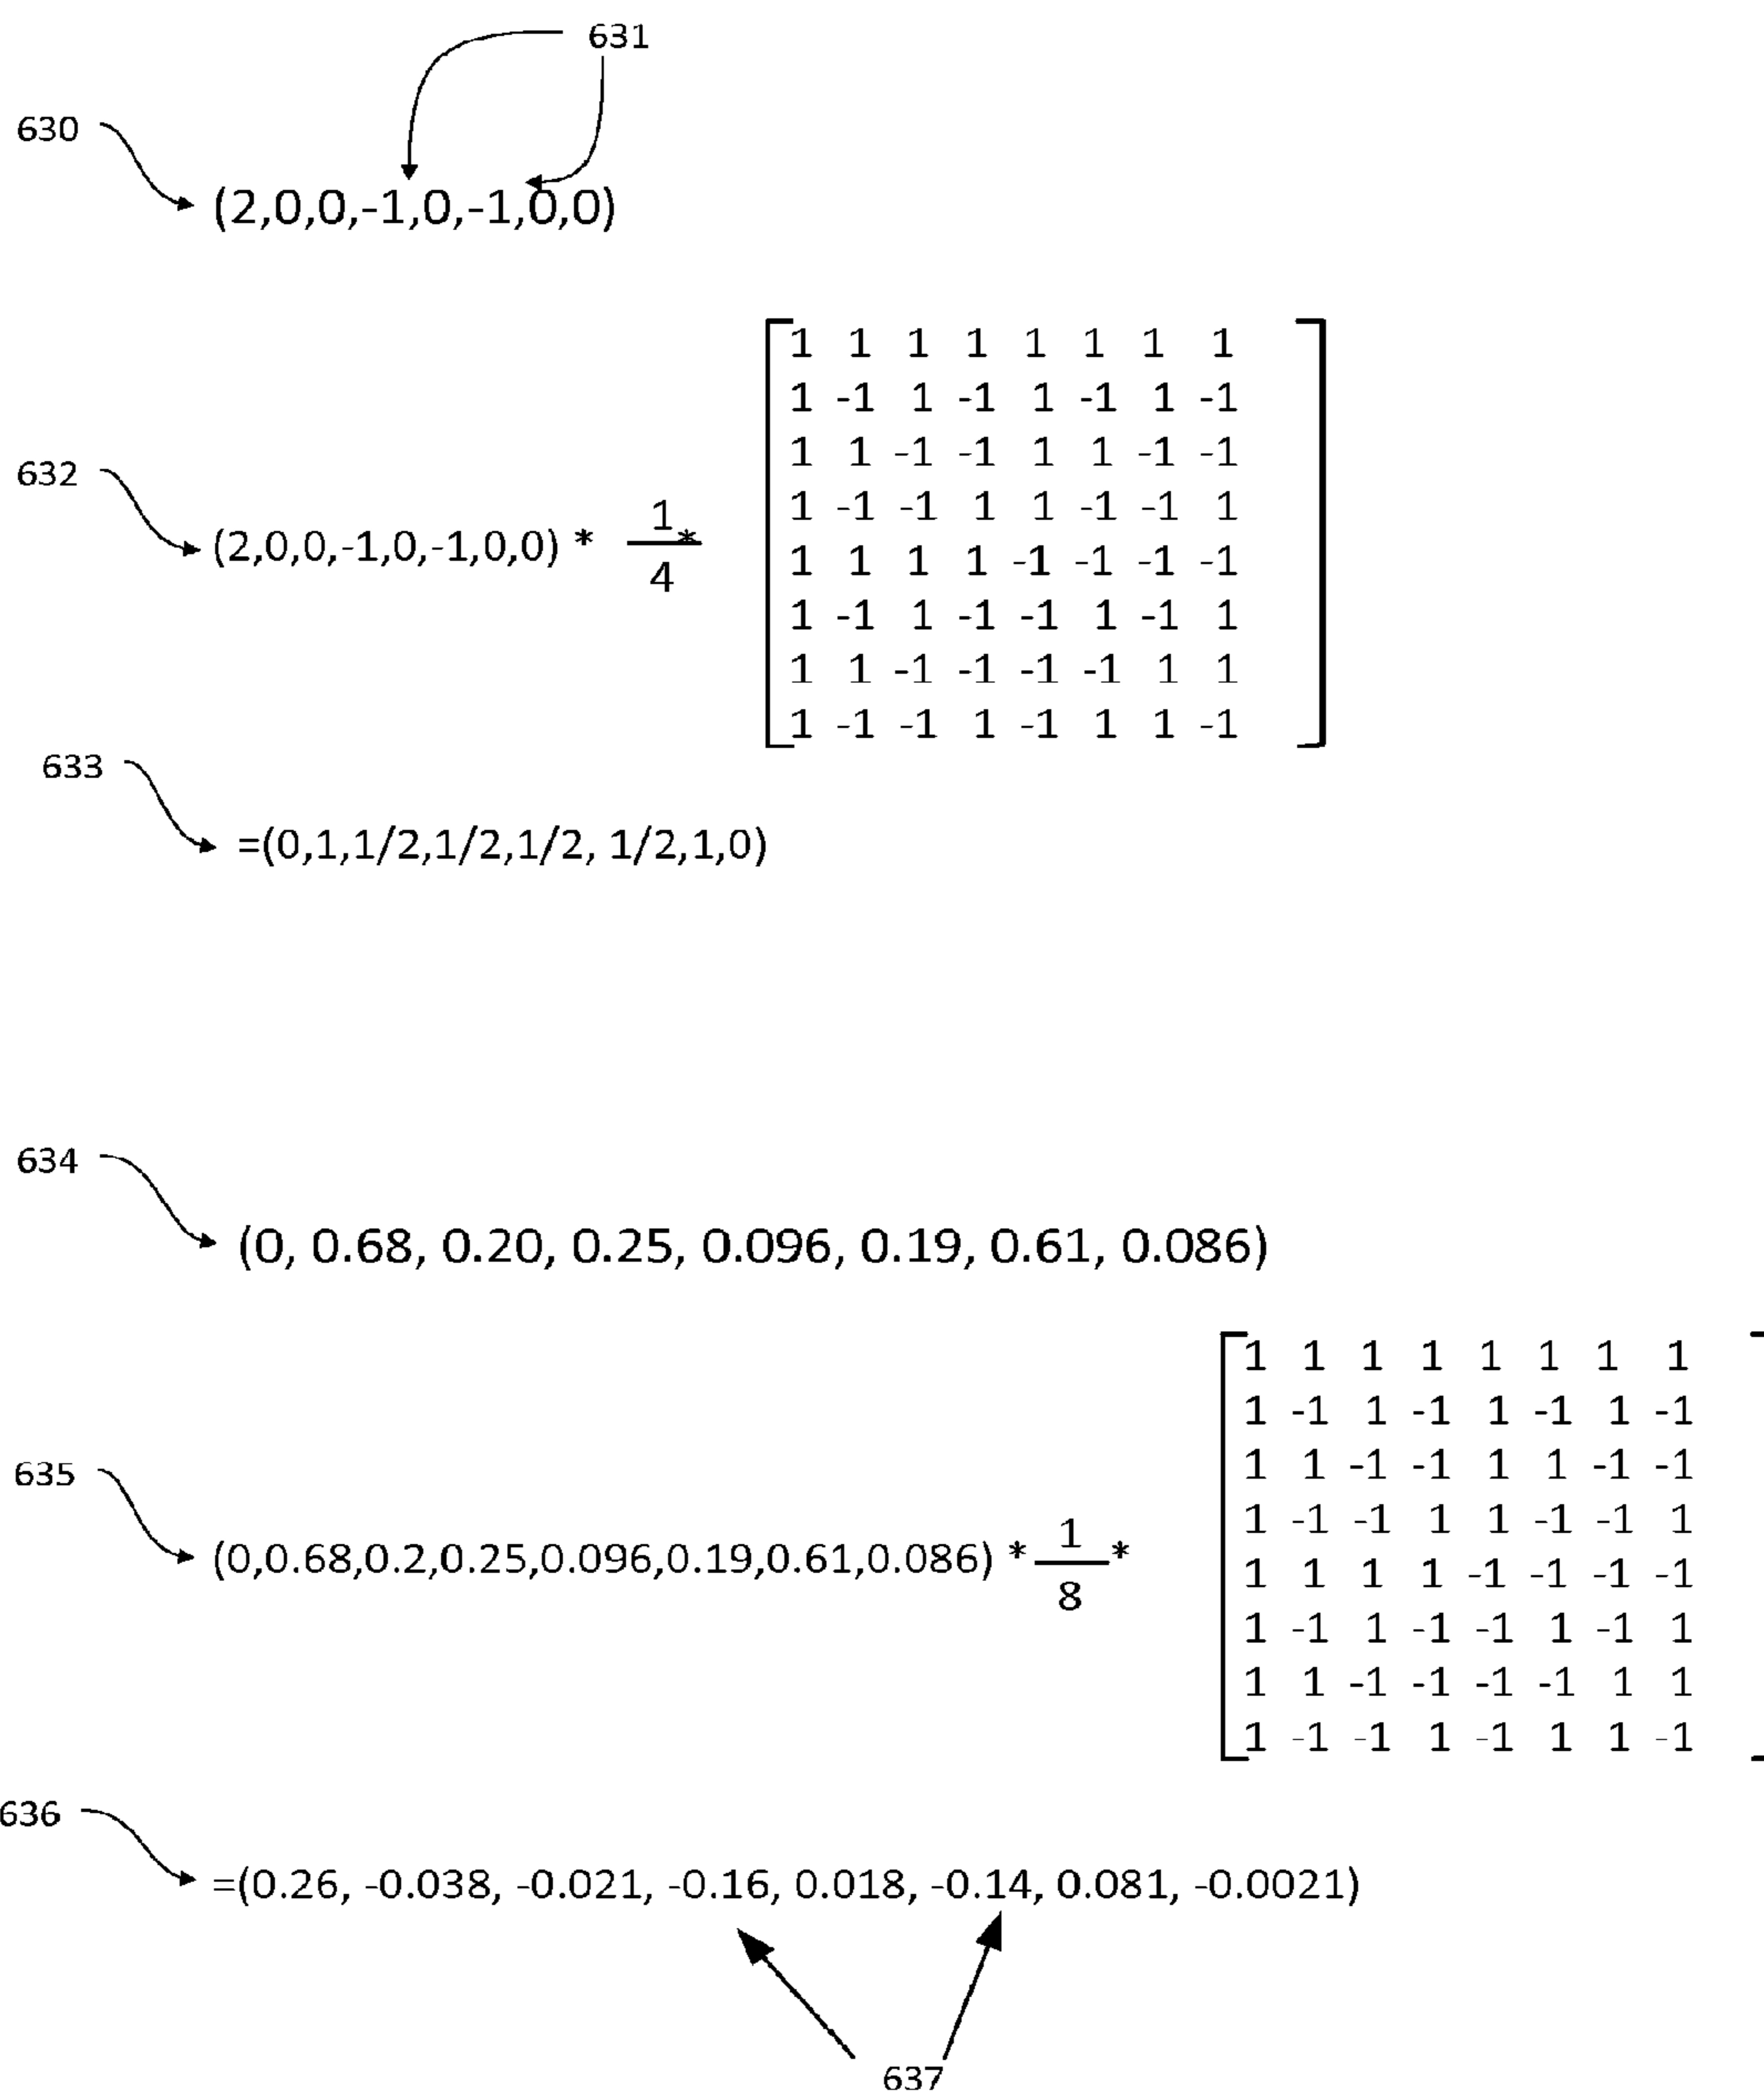 631
630
(2,0,0,-1,0,-1,0,0)
1 1 1 1 1 1 1 1
1 -1 1 -1 1 -1 1 -1
1 1 -1 -1 1 1 -1 -1
1 -1 -1 1 1 -1 -1 1
1 1 1 1 -1 -1 -1 -1
1 -1 1 -1 -1 1 -1 1
1 1 -1 -1 -1 -1 1 1
1 -1 -1 1 -1 1 1 -1
632
(2,0,0,-1,0,-1,0,0) * 1/4 *
633
=(0,1,1/2,1/2,1/2, 1/2,1,0)
634
(0, 0.68, 0.20, 0.25, 0.096, 0.19, 0.61, 0.086)
1 1 1 1 1 1 1 1
1 -1 1 -1 1 -1 1 -1
1 1 -1 -1 1 1 -1 -1
1 -1 -1 1 1 -1 -1 1
1 1 1 1 -1 -1 -1 -1
1 -1 1 -1 -1 1 -1 1
1 1 -1 -1 -1 -1 1 1
1 -1 -1 1 -1 1 1 -1
635
(0,0.68,0.2,0.25,0.096,0.19,0.61,0.086) * 1/8 *
636
=(0.26, -0.038, -0.021, -0.16, 0.018, -0.14, 0.081, -0.0021)
637